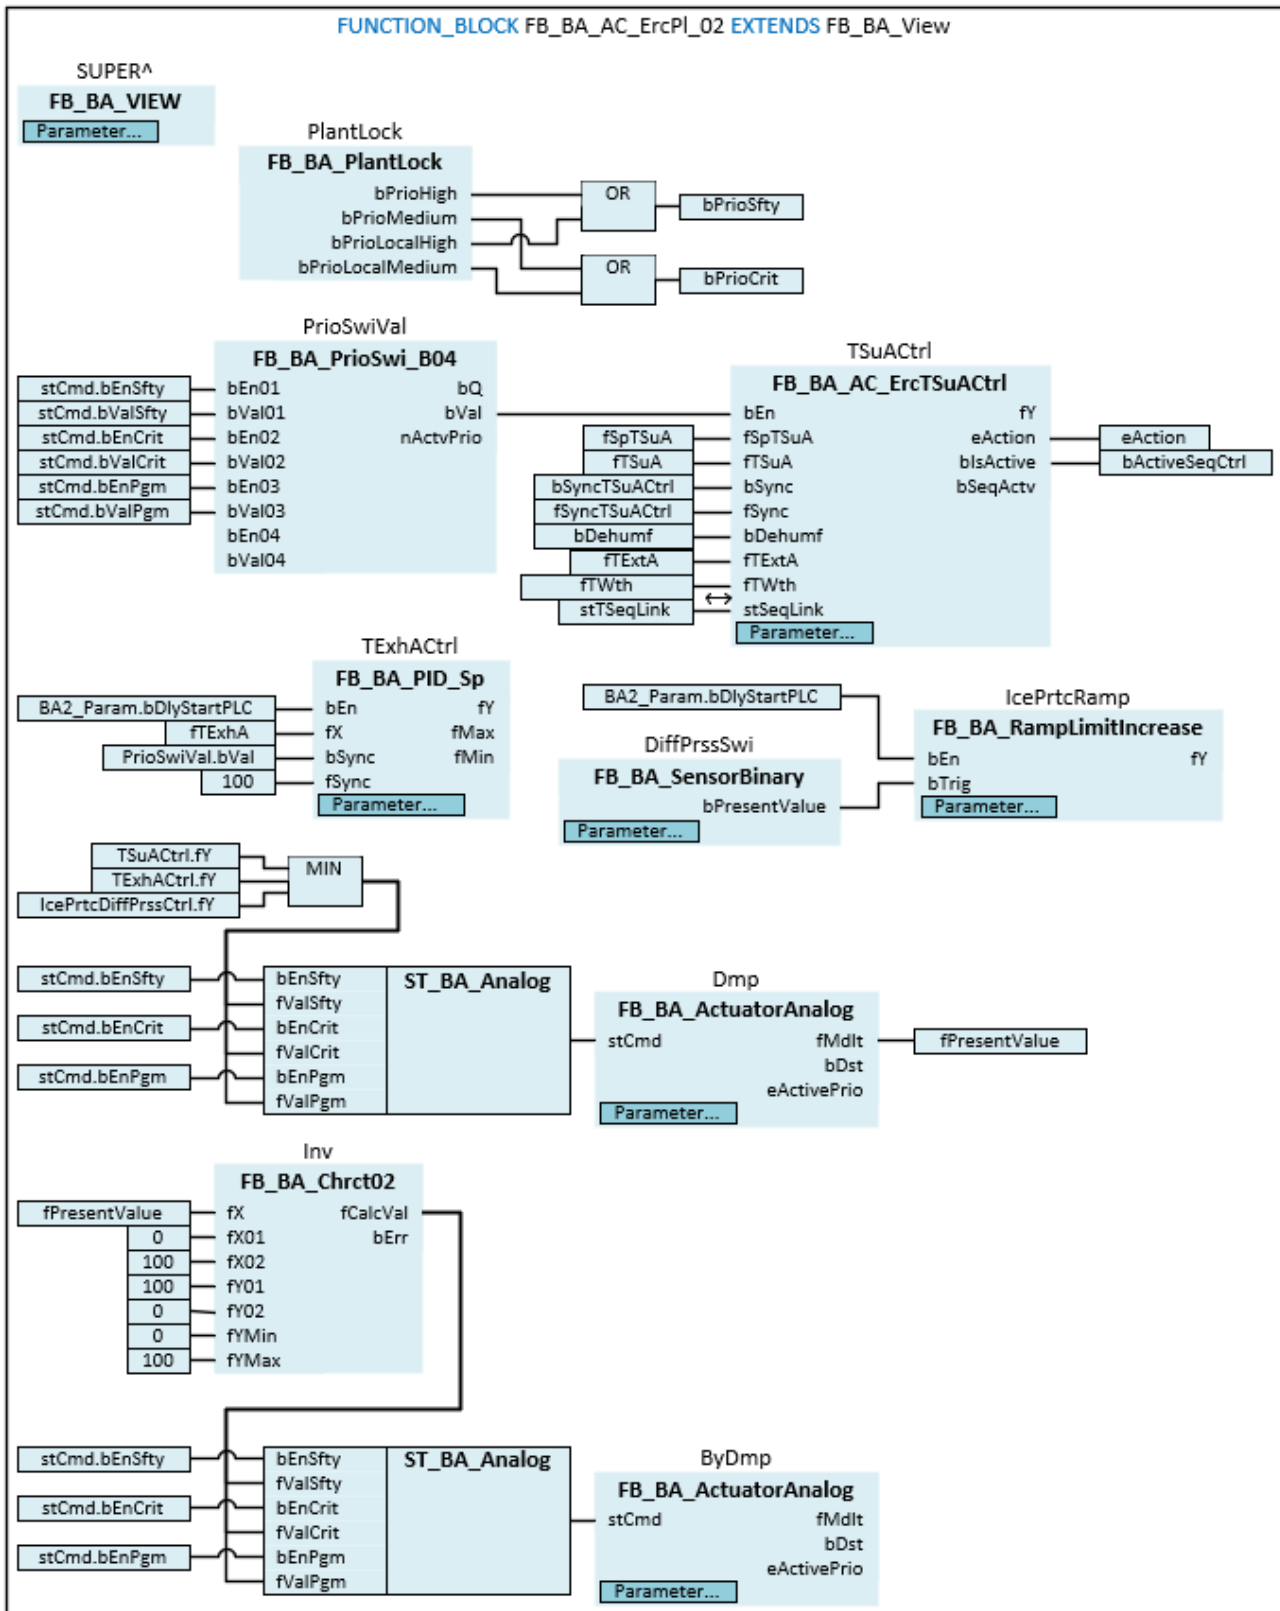 FUNCTION_BLOCK FB_BA_AC_ErcPl_02 EXTENDS FB_BA_View
SUPER^
FB_BA_VIEW
Parameter...
PlantLock
FB_BA_PlantLock
bPrioHigh
bPrioMedium
bPrioLocalHigh
bPrioLocalMedium
OR
bPrioSfty
OR
bPrioCrit
PrioSwiVal
FB_BA_PrioSwi_B04
stCmd.bEnSfty bEn01 bQ
stCmd.bValSfty bVal01 bVal
stCmd.bEnCrit bEn02 nActvPrio
stCmd.bValCrit bVal02
stCmd.bEnPgm bEn03
stCmd.bValPgm bVal03
bEn04
bVal04
TSuACtrl
FB_BA_AC_ErcTSuACtrl
bEn fY
fSpTSuA fSpTSuA eAction eAction
fTSuA fTSuA bIsActive bActiveSeqCtrl
bSyncTSuACtrl bSync bSeqActv
fSyncTSuACtrl fSync
bDehumf bDehumf
fTExtA fTExtA
fTWth fTWth
stTSeqLink stSeqLink
Parameter...
TExhACtrl
FB_BA_PID_Sp
BA2_Param.bDlyStartPLC bEn fY
fTExhA fX fMax
PrioSwiVal.bVal bSync fMin
100 fSync
Parameter...
BA2_Param.bDlyStartPLC
DiffPrssSwi
FB_BA_SensorBinary
bPresentValue
Parameter...
IcePrtcRamp
FB_BA_RampLimitIncrease
bEn fY
bTrig
Parameter...
TSuACtrl.fY
TExhACtrl.fY
IcePrtcDiffPrssCtrl.fY
MIN
stCmd.bEnSfty bEnSfty ST_BA_Analog
fValSfty
stCmd.bEnCrit bEnCrit
fValCrit
stCmd.bEnPgm bEnPgm
fValPgm
Dmp
FB_BA_ActuatorAnalog
stCmd fMdlt fPresentValue
bDst
eActivePrio
Parameter...
Inv
FB_BA_Chrct02
fPresentValue fX fCalcVal
0 fX01 bErr
100 fX02
100 fY01
0 fY02
0 fYMin
100 fYMax
stCmd.bEnSfty bEnSfty ST_BA_Analog
fValSfty
stCmd.bEnCrit bEnCrit
fValCrit
stCmd.bEnPgm bEnPgm
fValPgm
ByDmp
FB_BA_ActuatorAnalog
stCmd fMdlt
bDst
eActivePrio
Parameter...